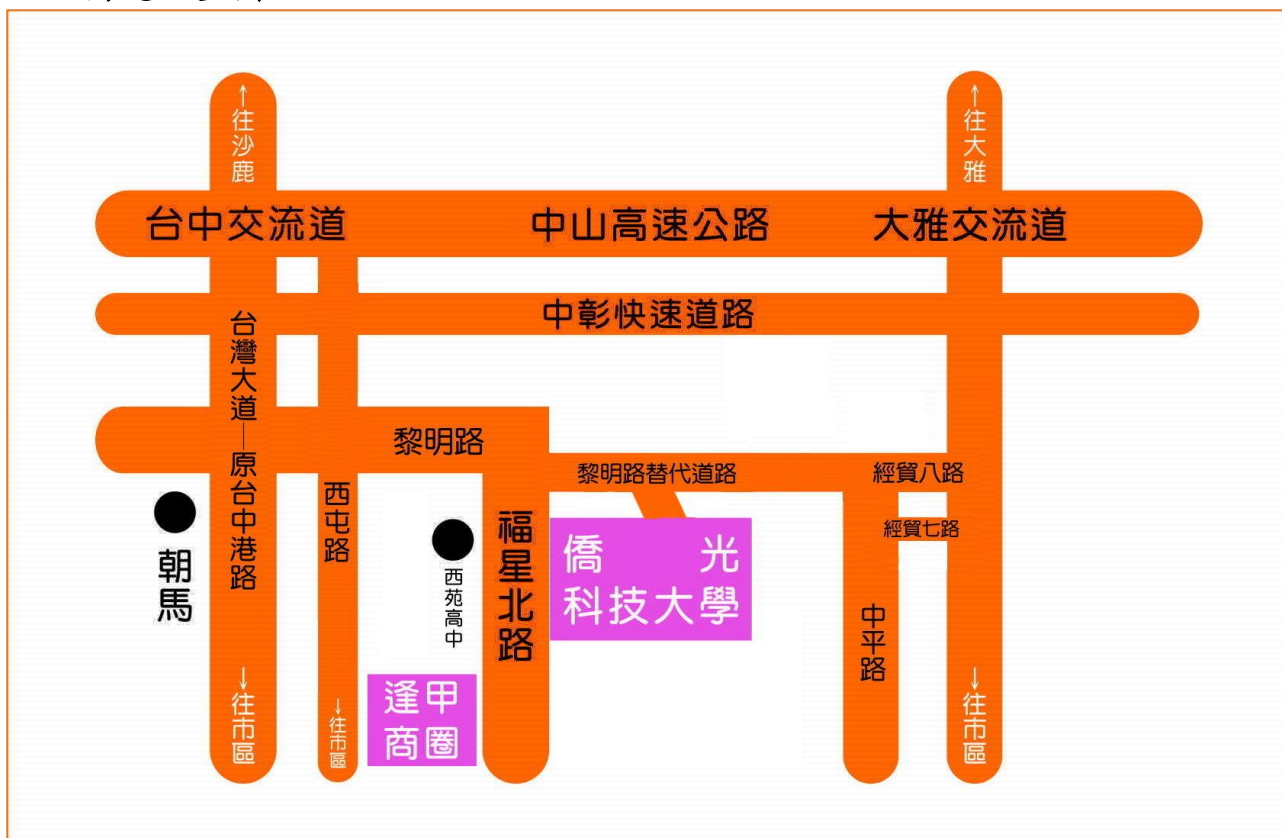 ↑往沙鹿
↑往大雅
台中交流道
中山高速公路
大雅交流道
中彰快速道路
台灣大道—原台中港路
黎明路
黎明路替代道路
經貿八路
經貿七路
西屯路
朝馬
西苑高中
福星北路
僑光
科技大學
中平路
逢甲
商圈
↓往市區
↓往市區
↓往市區